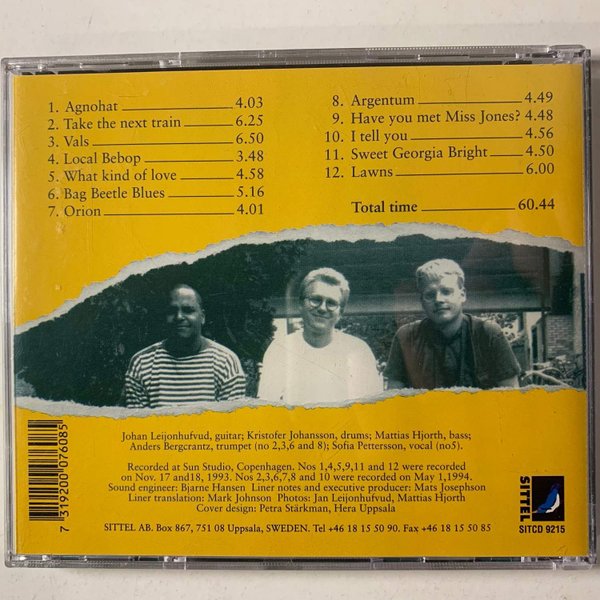 1. Agnohat 4.03
2. Take the next train 6.25
3. Vals 6.50
4. Local Bebop 3.48
5. What kind of love 4.58
6. Bag Beetle Blues 5.16
7. Orion 4.01
8. Argentum 4.49
9. Have you met Miss Jones? 4.48
10. I tell you 4.56
11. Sweet Georgia Bright 4.50
12. Lawns 6.00
Total time 60.44
Johan Leijonhufvud, guitar; Kristofer Johansson, drums; Mattias Hjorth, bass;
Anders Bergcrantz, trumpet (no 2,3,6 and 8); Sofia Pettersson, vocal (no5).
Recorded at Sun Studio, Copenhagen. Nos 1,4,5,9,11 and 12 were recorded
on Nov. 17 and18, 1993. Nos 2,3,6,7,8 and 10 were recorded on May 1,1994.
Sound engineer: Bjarne Hansen Liner notes and executive producer: Mats Josephson
Liner translation: Mark Johnson Photos: Jan Leijonhufvud, Mattias Hjorth
Cover design: Petra Stärkman, Hera Uppsala
SITTEL AB. Box 867, 751 08 Uppsala, SWEDEN. Tel +46 18 15 50 90. Fax +46 18 15 50 85
7 319200 076085
SITTEL
SITCD 9215